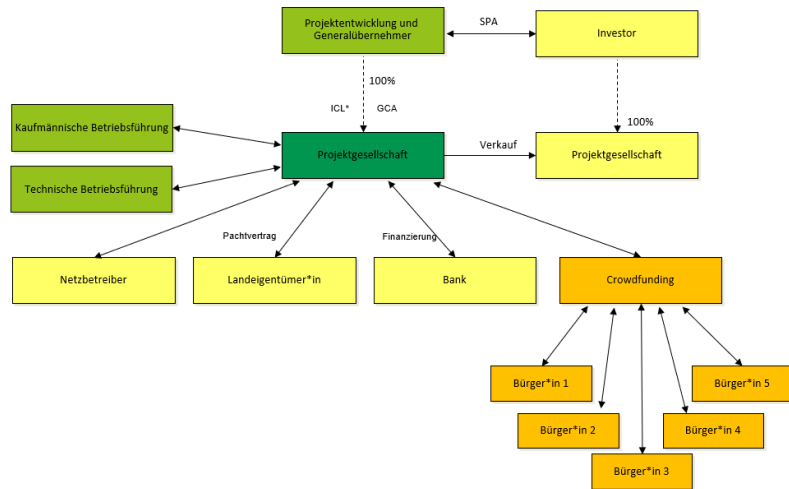 Projektentwicklung und
Generalübernehmer
SPA
Investor
100%
ICL*
GCA
100%
Kaufmännische Betriebsführung
Projektgesellschaft
Verkauf
Projektgesellschaft
Technische Betriebsführung
Pachtvertrag
Finanzierung
Netzbetreiber
Landeigentümer*in
Bank
Crowdfunding
Bürger*in 1
Bürger*in 5
Bürger*in 2
Bürger*in 4
Bürger*in 3